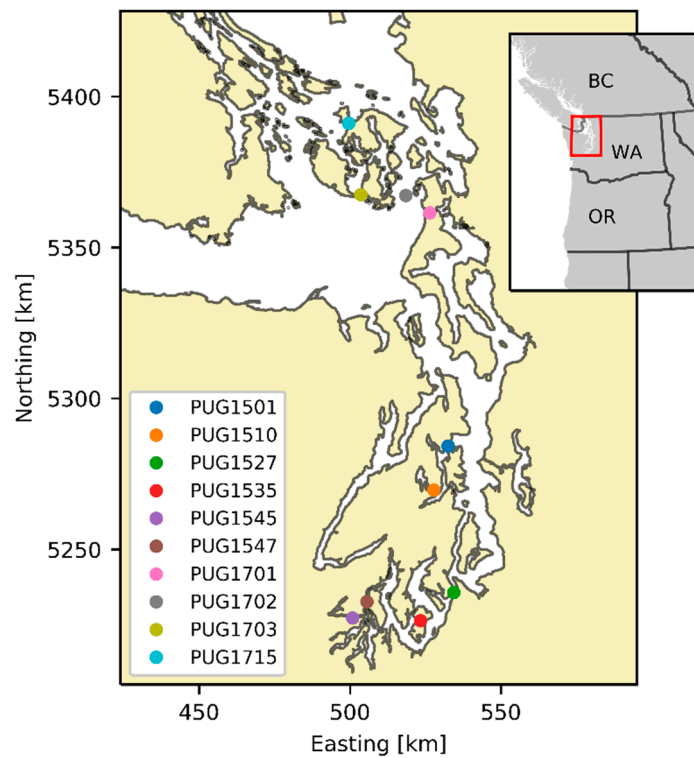 5400
5350
5300
5250
Northing [km]
BC
WA
OR
PUG1501
PUG1510
PUG1527
PUG1535
PUG1545
PUG1547
PUG1701
PUG1702
PUG1703
PUG1715
450
500
550
Easting [km]